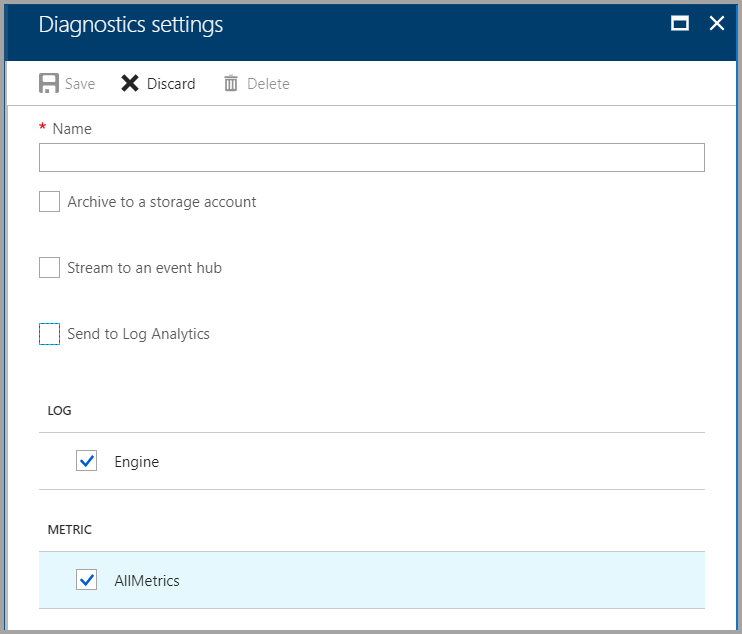 Diagnostics settings
Save Discard Delete
* Name
Archive to a storage account
Stream to an event hub
Send to Log Analytics
LOG
Engine
METRIC
AllMetrics